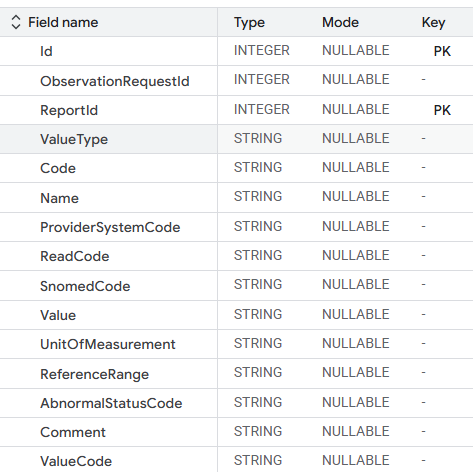 Field name Type Mode Key
Id INTEGER NULLABLE PK
ObservationRequestId INTEGER NULLABLE -
ReportId INTEGER NULLABLE PK
ValueType STRING NULLABLE -
Code STRING NULLABLE -
Name STRING NULLABLE -
ProviderSystemCode STRING NULLABLE -
ReadCode STRING NULLABLE -
SnomedCode STRING NULLABLE -
Value STRING NULLABLE -
UnitOfMeasurement STRING NULLABLE -
ReferenceRange STRING NULLABLE -
AbnormalStatusCode STRING NULLABLE -
Comment STRING NULLABLE -
ValueCode STRING NULLABLE -